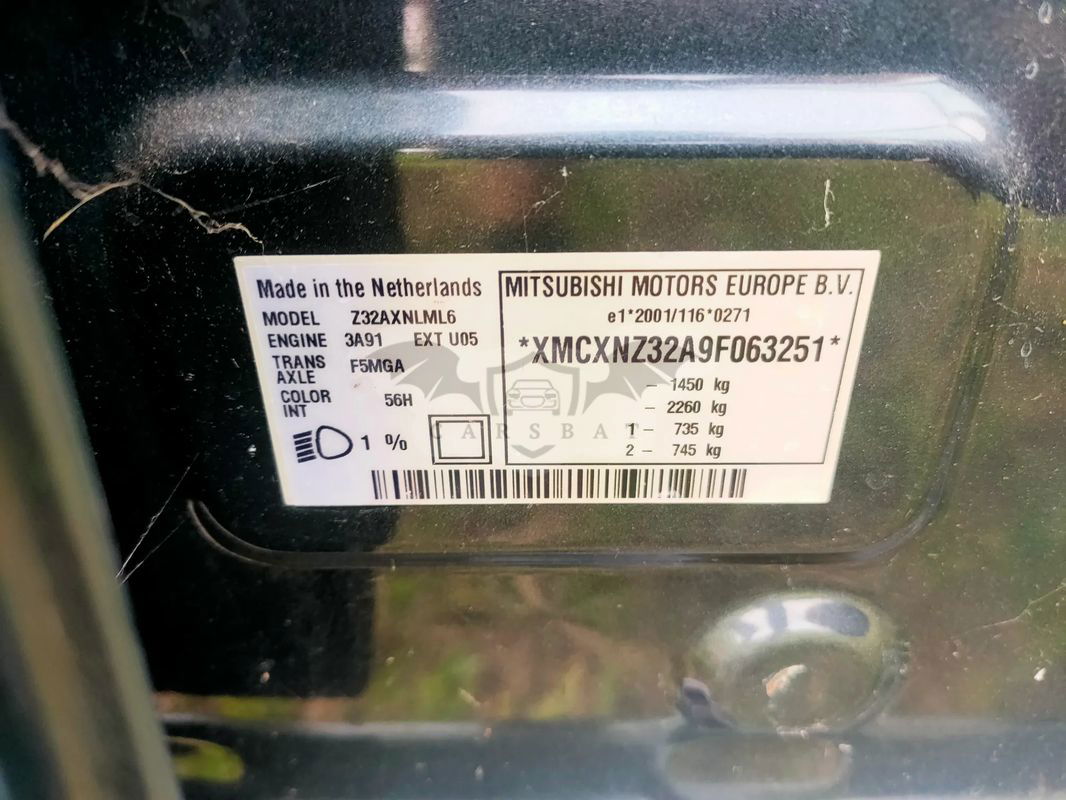 Made in the Netherlands
MODEL Z32AXNLML6
ENGINE 3A91 EXT U05
TRANS
AXLE F5MGA
COLOR
INT 56H
1 %
MITSUBISHI MOTORS EUROPE B.V.
e1*2001/116*0271
*XMCXNZ32A9F063251*
– 1450 kg
– 2260 kg
1 – 735 kg
2 – 745 kg
CARSBAT